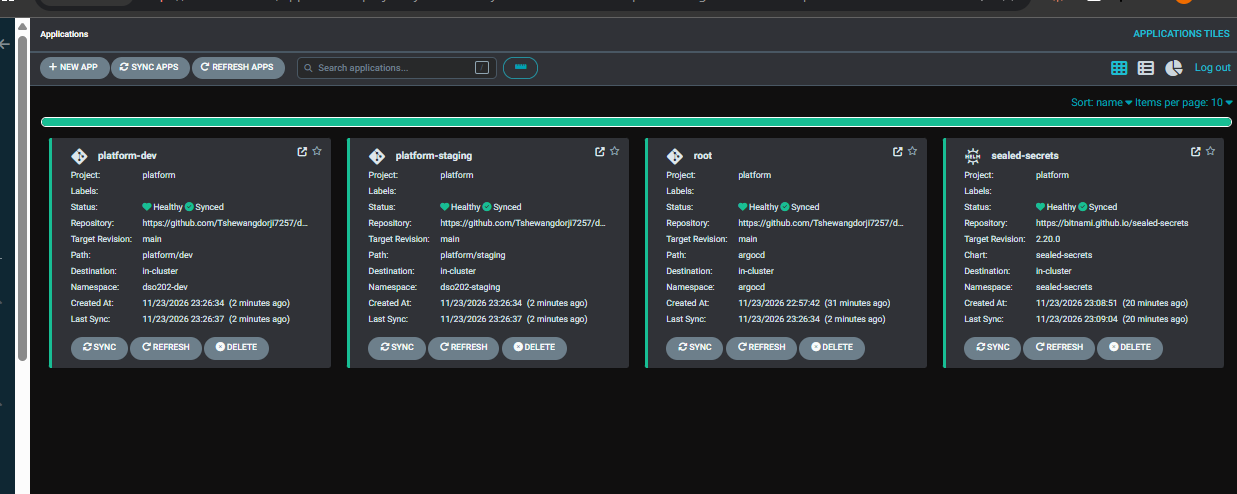 Applications
APPLICATIONS TILES
+ NEW APP SYNC APPS REFRESH APPS Search applications... / Log out
Sort: name Items per page: 10
platform-dev
Project: platform
Labels:
Status: Healthy Synced
Repository: https://github.com/Tshewangdorji7257/d...
Target Revision: main
Path: platform/dev
Destination: in-cluster
Namespace: dso202-dev
Created At: 11/23/2026 23:26:34 (2 minutes ago)
Last Sync: 11/23/2026 23:26:37 (2 minutes ago)
SYNC REFRESH DELETE
platform-staging
Project: platform
Labels:
Status: Healthy Synced
Repository: https://github.com/Tshewangdorji7257/d...
Target Revision: main
Path: platform/staging
Destination: in-cluster
Namespace: dso202-staging
Created At: 11/23/2026 23:26:34 (2 minutes ago)
Last Sync: 11/23/2026 23:26:37 (2 minutes ago)
SYNC REFRESH DELETE
root
Project: platform
Labels:
Status: Healthy Synced
Repository: https://github.com/Tshewangdorji7257/d...
Target Revision: main
Path: argocd
Destination: in-cluster
Namespace: argocd
Created At: 11/23/2026 22:57:42 (31 minutes ago)
Last Sync: 11/23/2026 23:26:34 (2 minutes ago)
SYNC REFRESH DELETE
HELM
sealed-secrets
Project: platform
Labels:
Status: Healthy Synced
Repository: https://bitnami.github.io/sealed-secrets
Target Revision: 2.20.0
Chart: sealed-secrets
Destination: in-cluster
Namespace: sealed-secrets
Created At: 11/23/2026 23:08:51 (20 minutes ago)
Last Sync: 11/23/2026 23:09:04 (20 minutes ago)
SYNC REFRESH DELETE